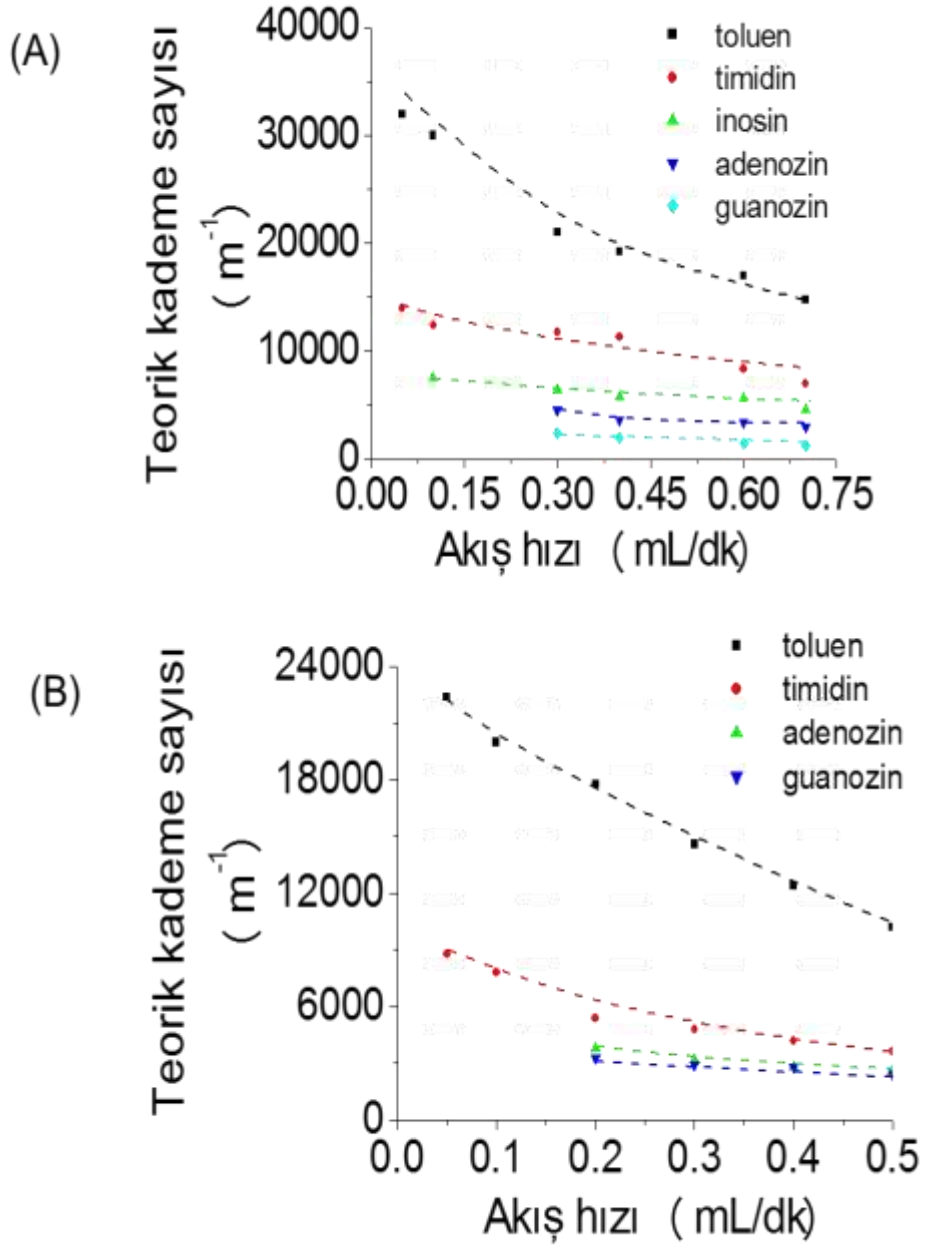 (A)
Teorik kademe sayısı
( m⁻¹)
40000
30000
20000
10000
0
toluen
timidin
inosin
adenozin
guanozin
0.00 0.15 0.30 0.45 0.60 0.75
Akış hızı ( mL/dk)
(B)
Teorik kademe sayısı
( m⁻¹)
24000
18000
12000
6000
0
toluen
timidin
adenozin
guanozin
0.0 0.1 0.2 0.3 0.4 0.5
Akış hızı ( mL/dk)